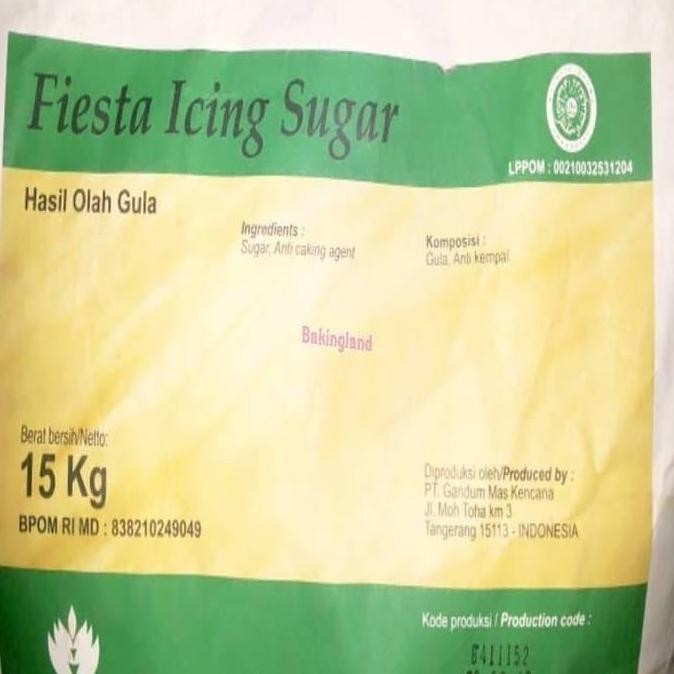 Fiesta Icing Sugar
LPPOM : 00210032531204
Hasil Olah Gula
Ingredients :
Sugar, Anti caking agent
Komposisi :
Gula, Anti kempal
Bakingland
Berat bersih/Netto:
15 Kg
BPOM RI MD : 838210249049
Diproduksi oleh/Produced by :
PT. Gandum Mas Kencana
Jl. Moh Toha km 3
Tangerang 15113 - INDONESIA
Kode produksi / Production code :